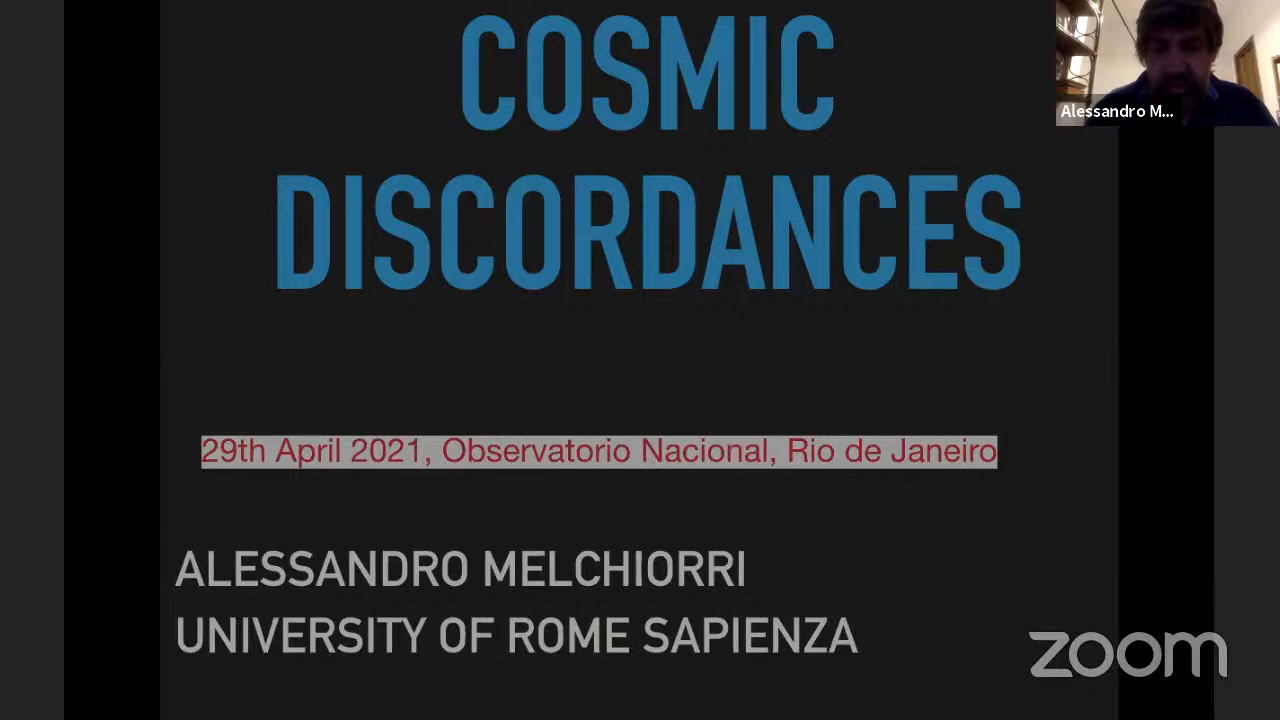 COSMIC
DISCORDANCES
Alessandro M...
29th April 2021, Observatorio Nacional, Rio de Janeiro
ALESSANDRO MELCHIORRI
UNIVERSITY OF ROME SAPIENZA
zoom